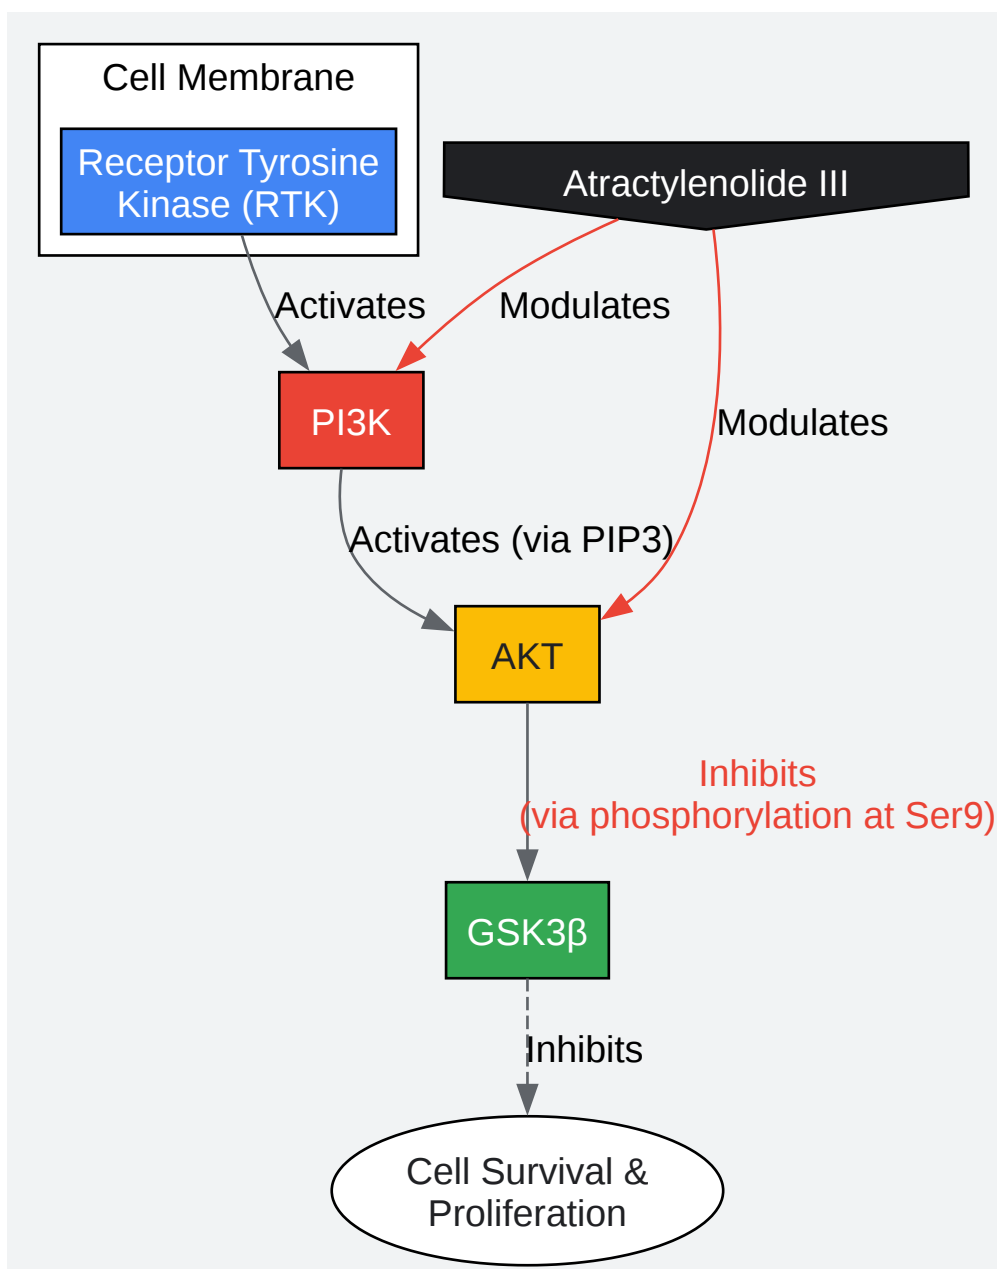 Cell Membrane
Receptor Tyrosine
Kinase (RTK)
Atractylenolide III
Activates
Modulates
PI3K
Modulates
Activates (via PIP3)
AKT
Inhibits
(via phosphorylation at Ser9)
GSK3β
Inhibits
Cell Survival &
Proliferation